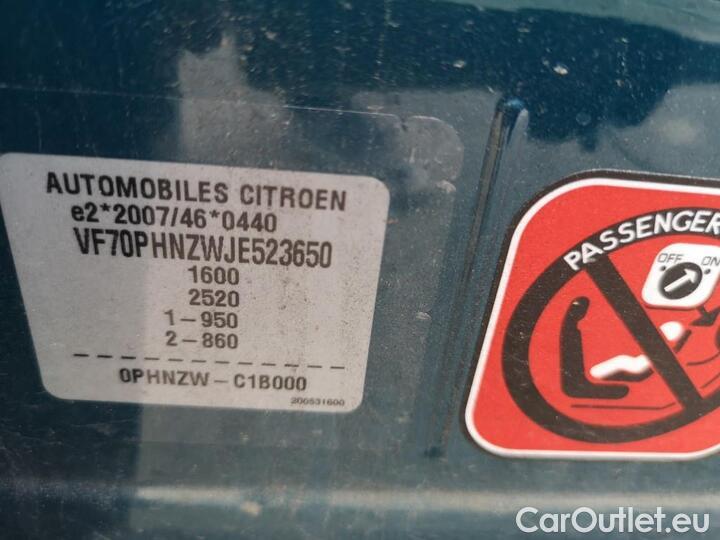 AUTOMOBILES CITROEN
e2*2007/46*0440
VF70PHNZWJE523650
1600
2520
1-950
2-860
0PHNZW-C1B000
200531600
PASSENGER
OFF ON
CarOutlet.eu